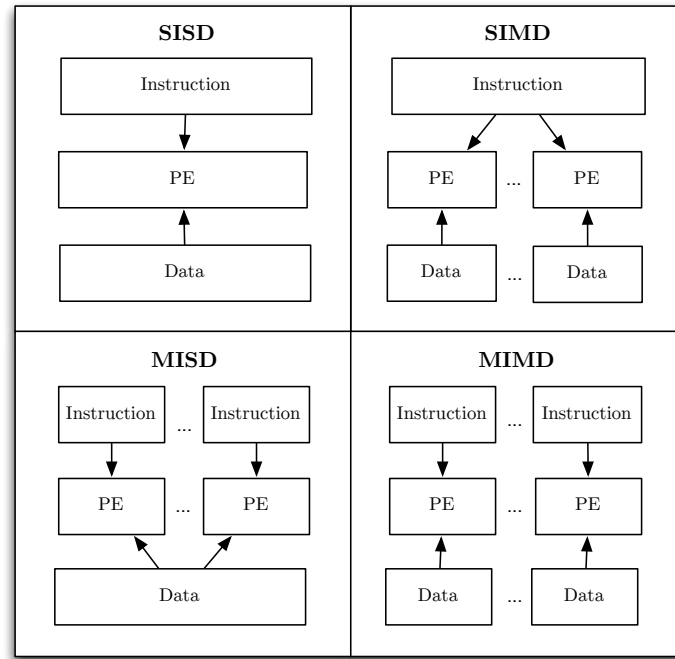 SISD
Instruction
PE
Data
SIMD
Instruction
PE ... PE
Data ... Data
MISD
Instruction ... Instruction
PE ... PE
Data
MIMD
Instruction ... Instruction
PE ... PE
Data ... Data